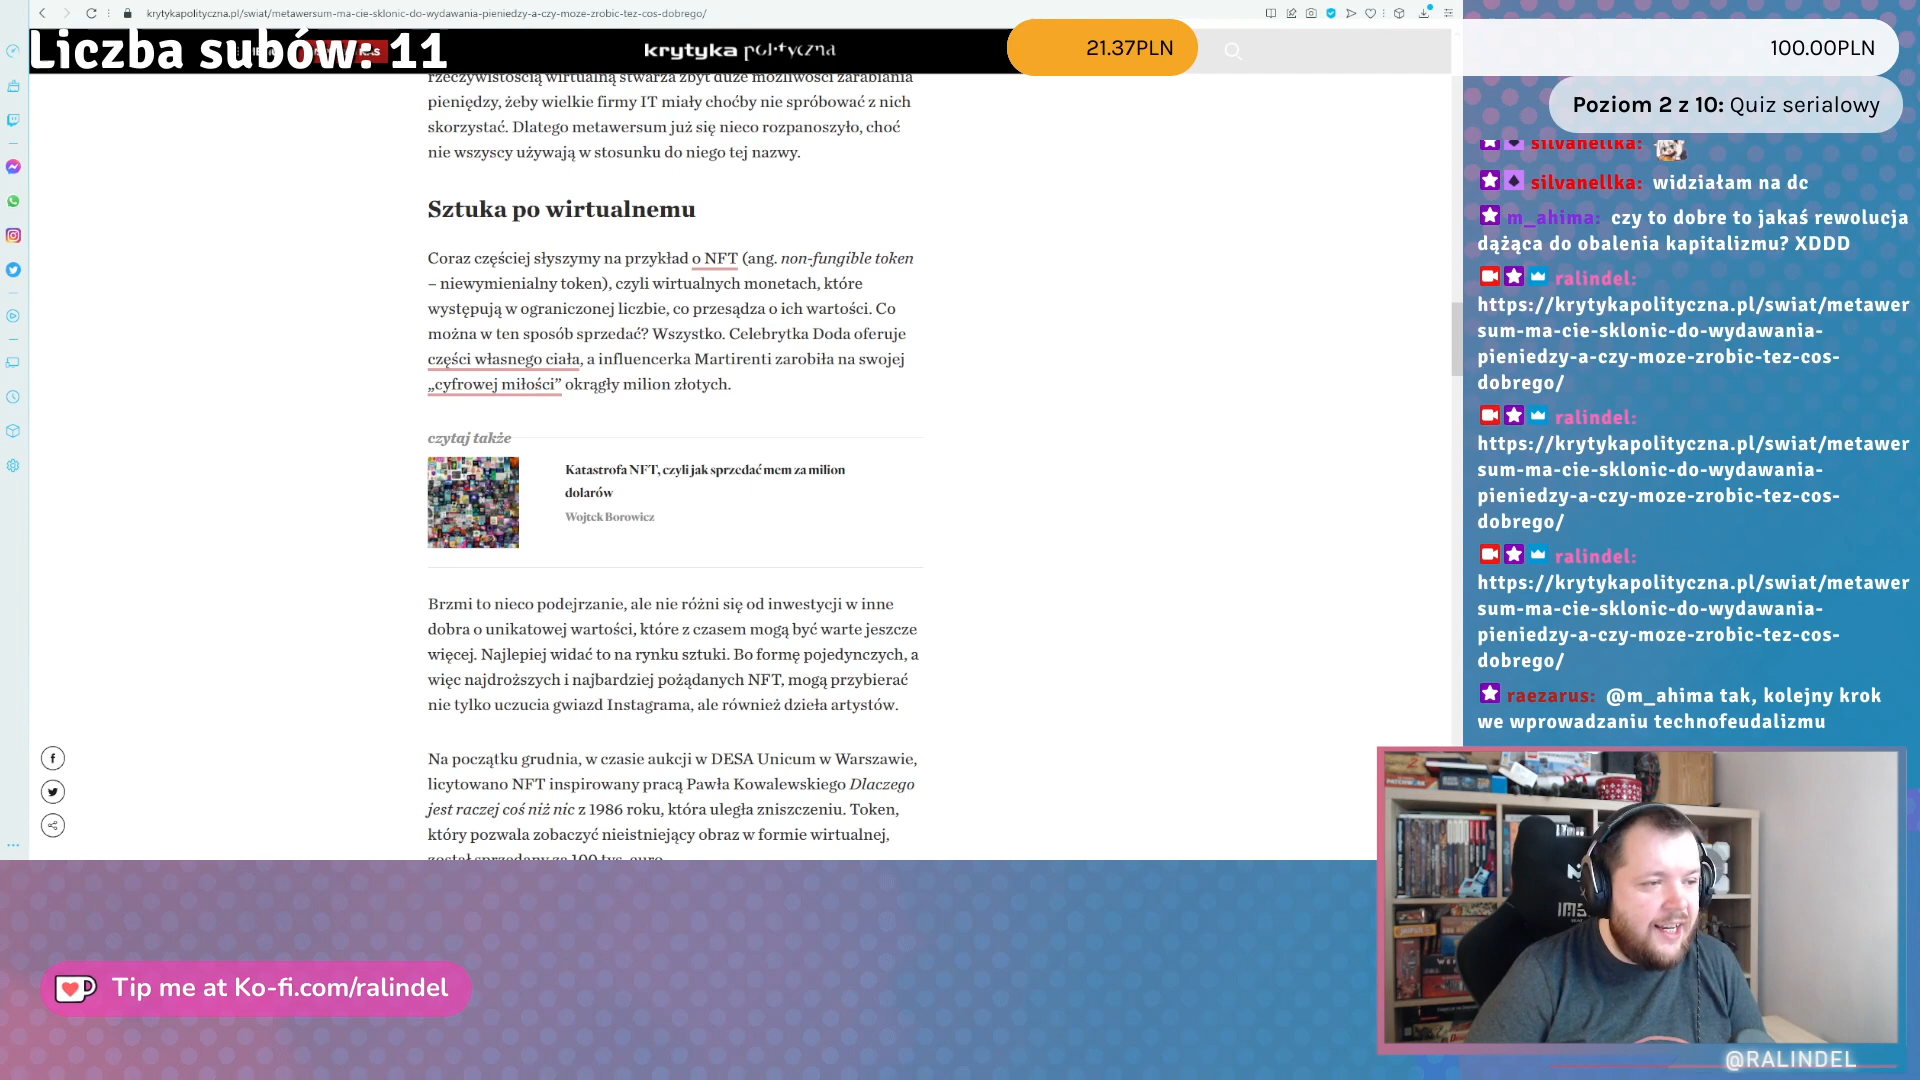 krytykapolityczna.pl/swiat/metawersum-ma-cie-sklonic-do-wydawania-pieniedzy-a-czy-moze-zrobic-tez-cos-dobrego/
Liczba subów: 11
krytyka polityczna
21.37PLN
100.00PLN
Poziom 2 z 10: Quiz serialowy
rzeczywistością wirtualną stwarza zbyt duże możliwości zarabiania
pieniędzy, żeby wielkie firmy IT miały choćby nie spróbować z nich
skorzystać. Dlatego metawersum już się nieco rozpanoszyło, choć
nie wszyscy używają w stosunku do niego tej nazwy.
Sztuka po wirtualnemu
Coraz częściej słyszymy na przykład o NFT (ang. non-fungible token
– niewymienialny token), czyli wirtualnych monetach, które
występują w ograniczonej liczbie, co przesądza o ich wartości. Co
można w ten sposób sprzedać? Wszystko. Celebrytka Doda oferuje
części własnego ciała, a influencerka Martirenti zarobiła na swojej
„cyfrowej miłości” okrągły milion złotych.
czytaj także
Katastrofa NFT, czyli jak sprzedać mem za milion
dolarów
Wojtek Borowicz
Brzmi to nieco podejrzanie, ale nie różni się od inwestycji w inne
dobra o unikatowej wartości, które z czasem mogą być warte jeszcze
więcej. Najlepiej widać to na rynku sztuki. Bo formę pojedynczych, a
więc najdroższych i najbardziej pożądanych NFT, mogą przybierać
nie tylko uczucia gwiazd Instagrama, ale również dzieła artystów.
Na początku grudnia, w czasie aukcji w DESA Unicum w Warszawie,
licytowano NFT inspirowany pracą Pawła Kowalewskiego Dlaczego
jest raczej coś niż nic z 1986 roku, która uległa zniszczeniu. Token,
który pozwala zobaczyć nieistniejący obraz w formie wirtualnej,
został sprzedany za 100 tys. euro.
silvanellka:
silvanellka: widziałam na dc
m_ahima: czy to dobre to jakaś rewolucja
dążąca do obalenia kapitalizmu? XDDD
ralindel:
https://krytykapolityczna.pl/swiat/metawer
sum-ma-cie-sklonic-do-wydawania-
pieniedzy-a-czy-moze-zrobic-tez-cos-
dobrego/
ralindel:
https://krytykapolityczna.pl/swiat/metawer
sum-ma-cie-sklonic-do-wydawania-
pieniedzy-a-czy-moze-zrobic-tez-cos-
dobrego/
ralindel:
https://krytykapolityczna.pl/swiat/metawer
sum-ma-cie-sklonic-do-wydawania-
pieniedzy-a-czy-moze-zrobic-tez-cos-
dobrego/
raezarus: @m_ahima tak, kolejny krok
we wprowadzaniu technofeudalizmu
Tip me at Ko-fi.com/ralindel
@RALINDEL